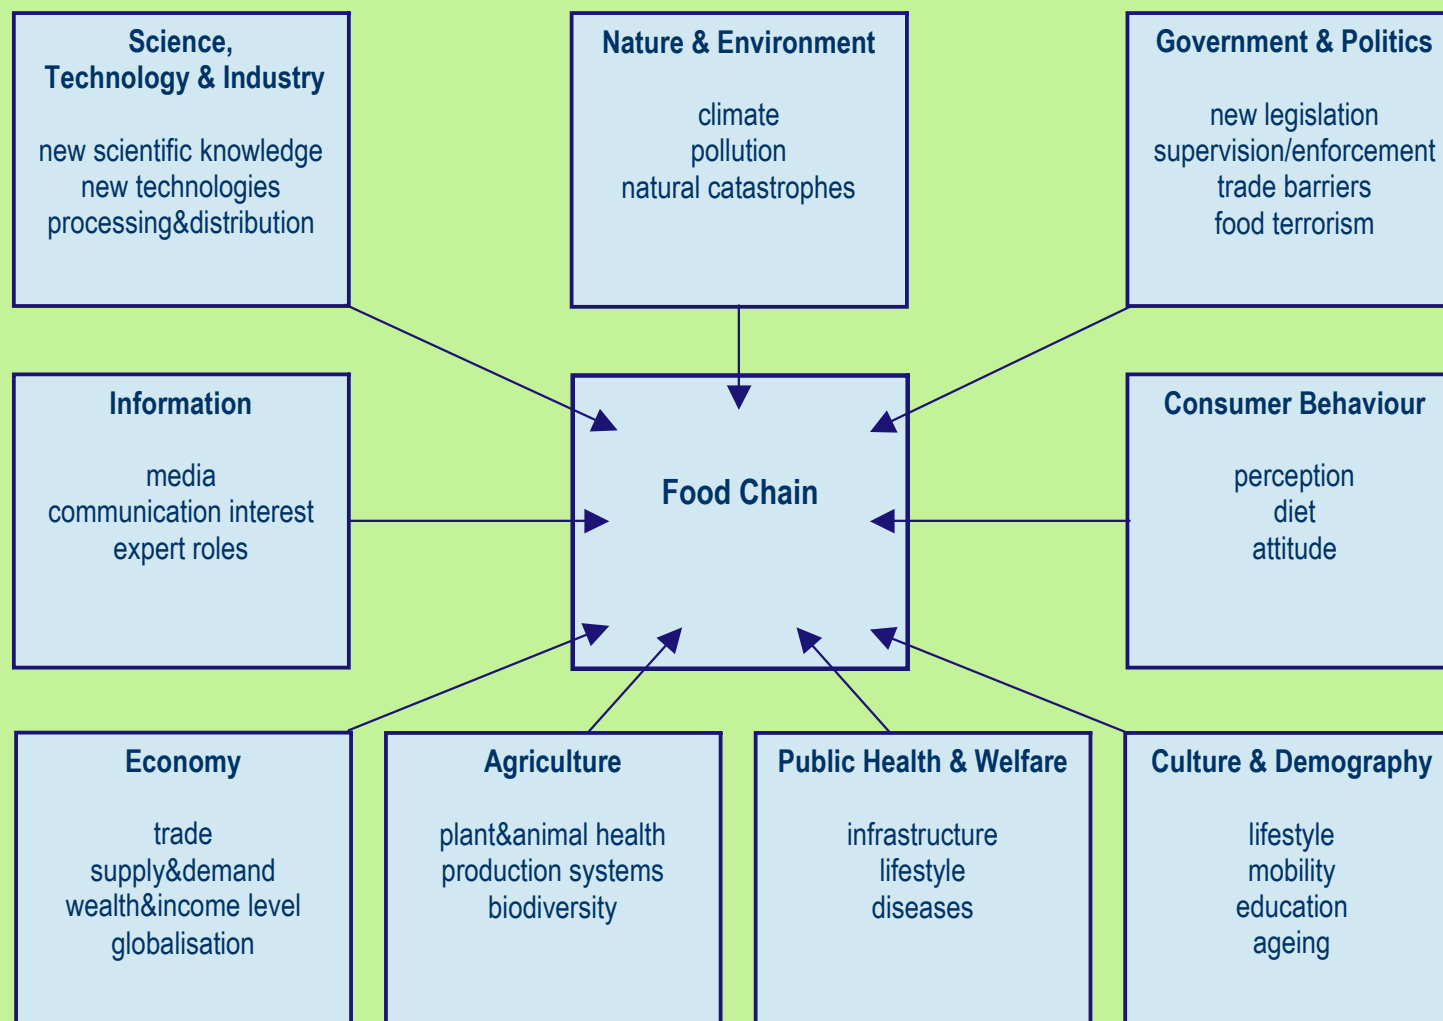 Science,
Technology & Industry
new scientific knowledge
new technologies
processing&distribution
Nature & Environment
climate
pollution
natural catastrophes
Government & Politics
new legislation
supervision/enforcement
trade barriers
food terrorism
Information
media
communication interest
expert roles
Food Chain
Consumer Behaviour
perception
diet
attitude
Economy
trade
supply&demand
wealth&income level
globalisation
Agriculture
plant&animal health
production systems
biodiversity
Public Health & Welfare
infrastructure
lifestyle
diseases
Culture & Demography
lifestyle
mobility
education
ageing